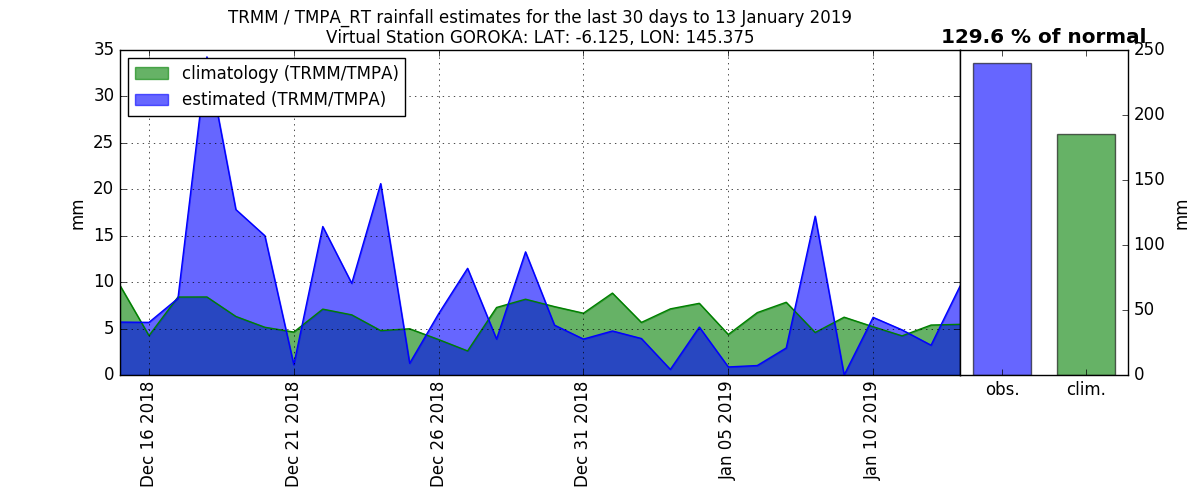 TRMM / TMPA_RT rainfall estimates for the last 30 days to 13 January 2019
Virtual Station GOROKA: LAT: -6.125, LON: 145.375
129.6 % of normal
climatology (TRMM/TMPA)
estimated (TRMM/TMPA)
35
30
25
20
15
10
5
0
mm
Dec 16 2018
Dec 21 2018
Dec 26 2018
Dec 31 2018
Jan 05 2019
Jan 10 2019
250
200
150
100
50
0
mm
obs.
clim.